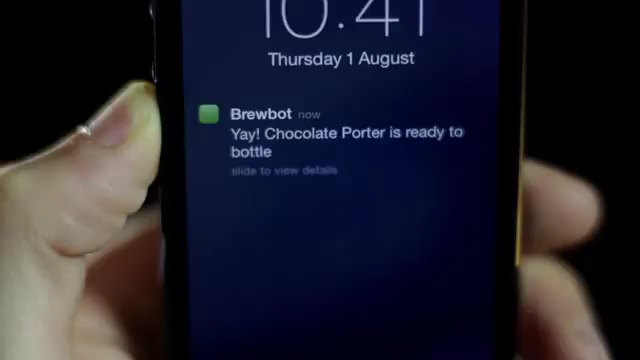 10:41
Thursday 1 August
Brewbot now
Yay! Chocolate Porter is ready to
bottle
slide to view details